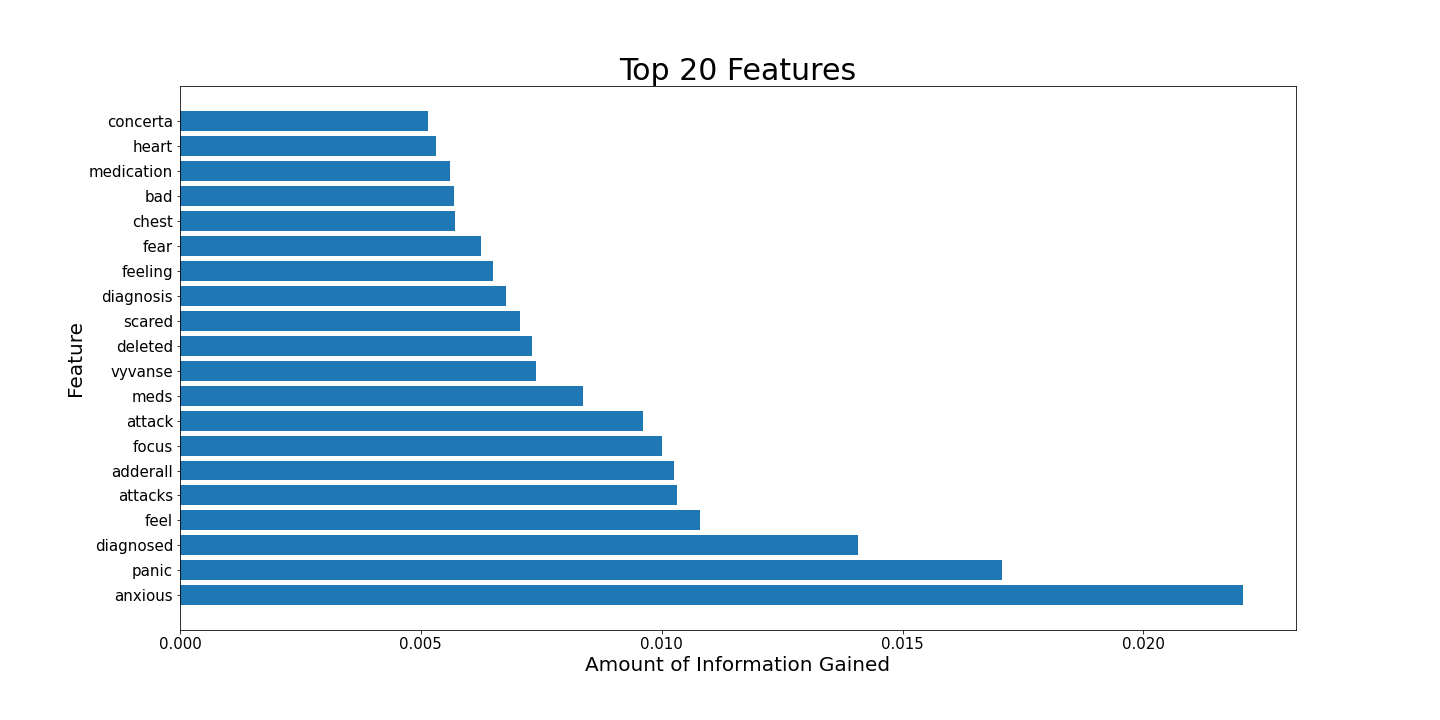 Top 20 Features
concerta
heart
medication
bad
chest
fear
feeling
diagnosis
scared
deleted
vyvanse
meds
attack
focus
adderall
attacks
feel
diagnosed
panic
anxious
Feature
0.000 0.005 0.010 0.015 0.020
Amount of Information Gained